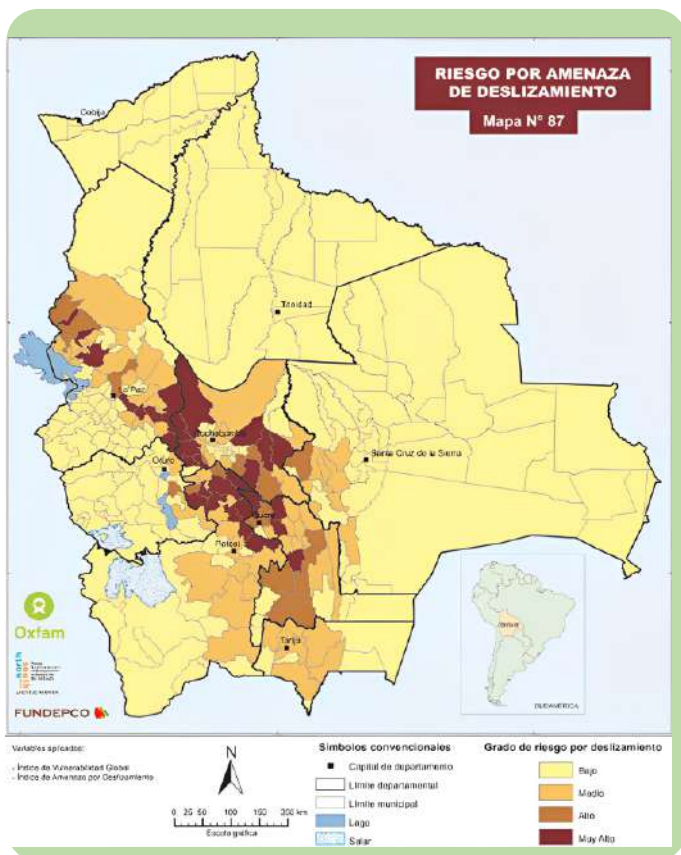 RIESGO POR AMENAZA
DE DESLIZAMIENTO
Mapa N° 87
Cobija
Trinidad
La Paz
Cochabamba
Oruro
Santa Cruz de la Sierra
Sucre
Potosí
Tarija
Oxfam
FUNDEPCO
SUDAMÉRICA
Variables aplicadas:
- Índice de Vulnerabilidad Global
- Índice de Amenaza por Deslizamiento
N
0 25 50 100 200 300 km
Escala gráfica
Símbolos convencionales
Capital de departamento
Límite departamental
Límite municipal
Lago
Salar
Grado de riesgo por deslizamiento
Bajo
Medio
Alto
Muy Alto